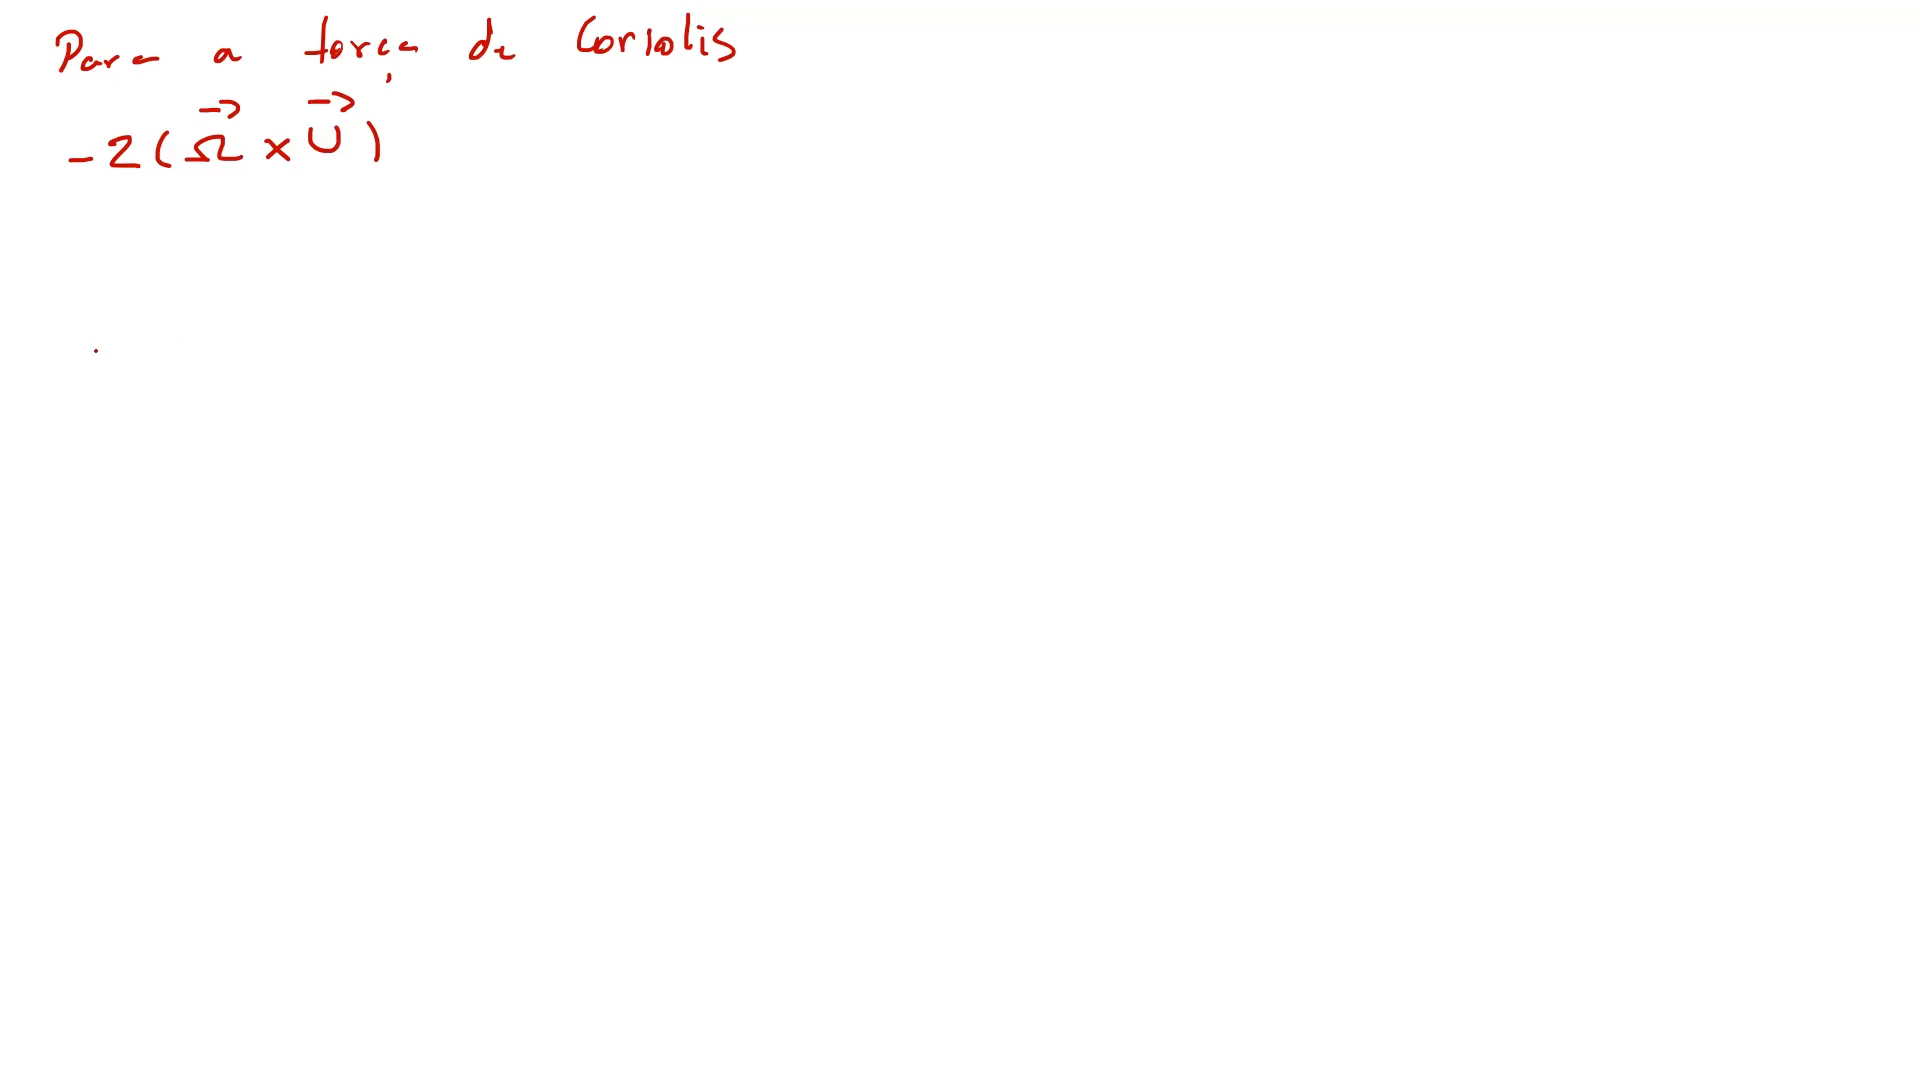 Para a força de Coriolis
-2(Ω⃗ × U⃗)